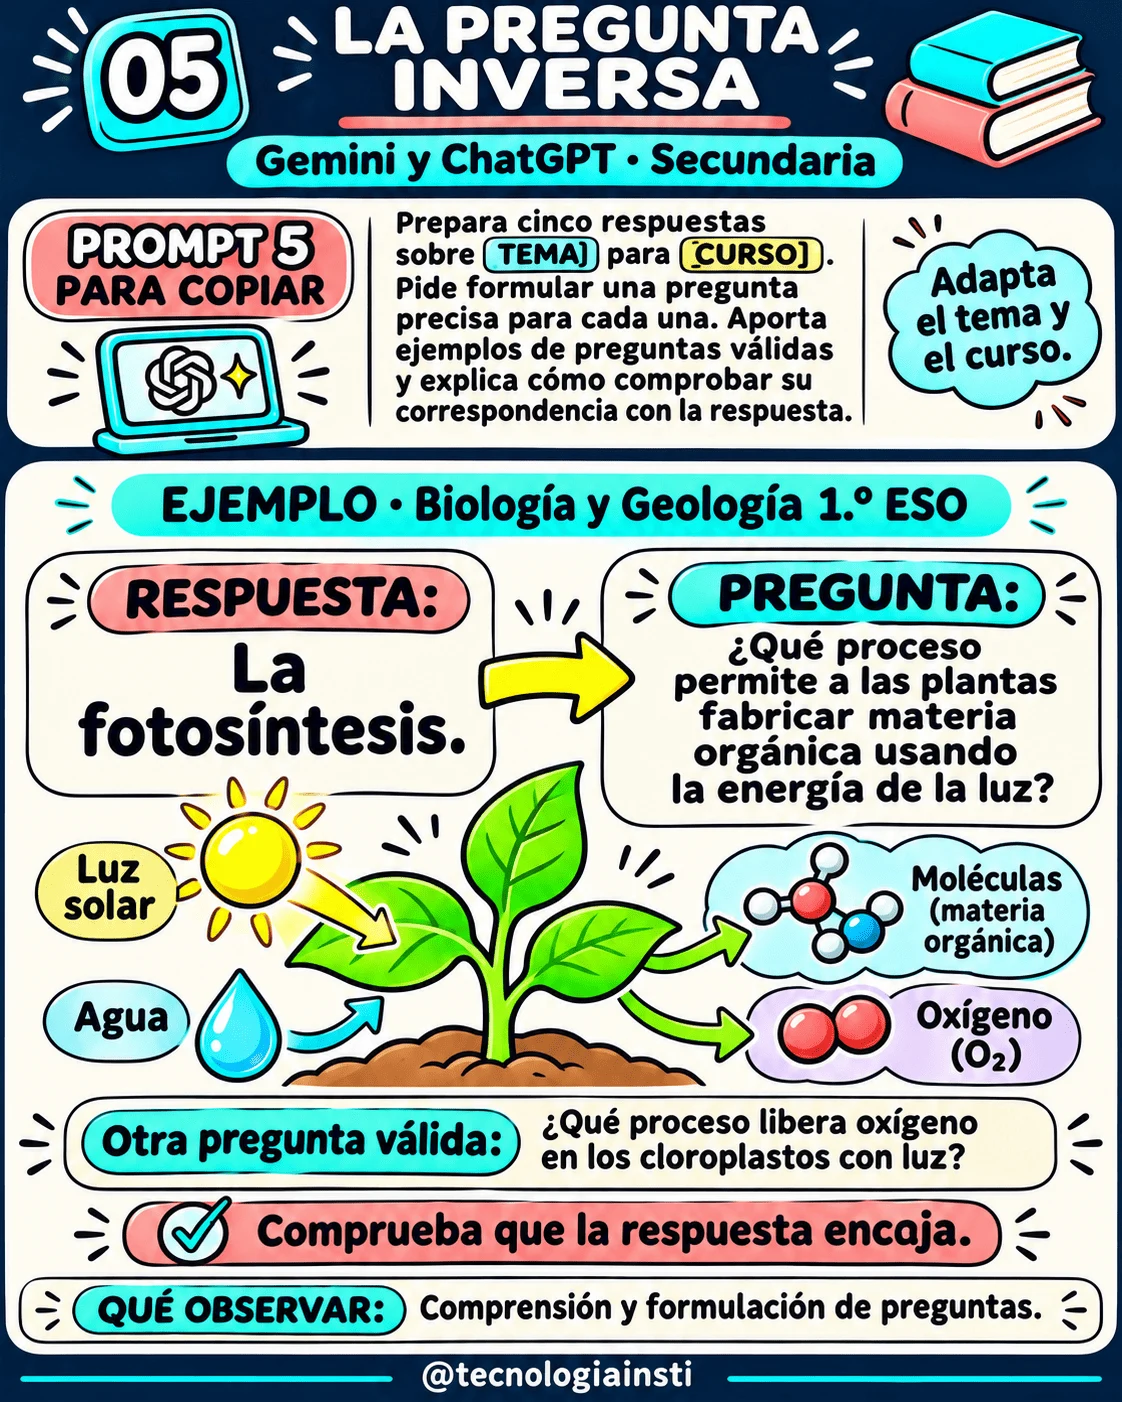 05
LA PREGUNTA
INVERSA
Gemini y ChatGPT · Secundaria
PROMPT 5
PARA COPIAR
Prepara cinco respuestas
sobre [TEMA] para [CURSO].
Pide formular una pregunta
precisa para cada una. Aporta
ejemplos de preguntas válidas
y explica cómo comprobar su
correspondencia con la respuesta.
Adapta
el tema y
el curso.
EJEMPLO · Biología y Geología 1.º ESO
RESPUESTA:
La
fotosíntesis.
PREGUNTA:
¿Qué proceso
permite a las plantas
fabricar materia
orgánica usando
la energía de la luz?
Luz
solar
Agua
Moléculas
(materia
orgánica)
Oxígeno
(O₂)
Otra pregunta válida:
¿Qué proceso libera oxígeno
en los cloroplastos con luz?
Comprueba que la respuesta encaja.
QUÉ OBSERVAR: Comprensión y formulación de preguntas.
@tecnologiainsti